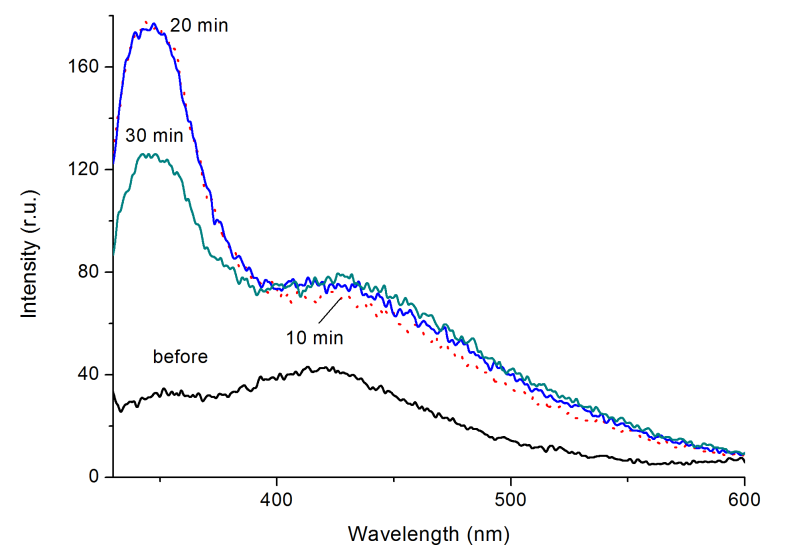 20 min
160
30 min
120
Intensity (r.u.)
80
10 min
before
40
0
400
500
600
Wavelength (nm)